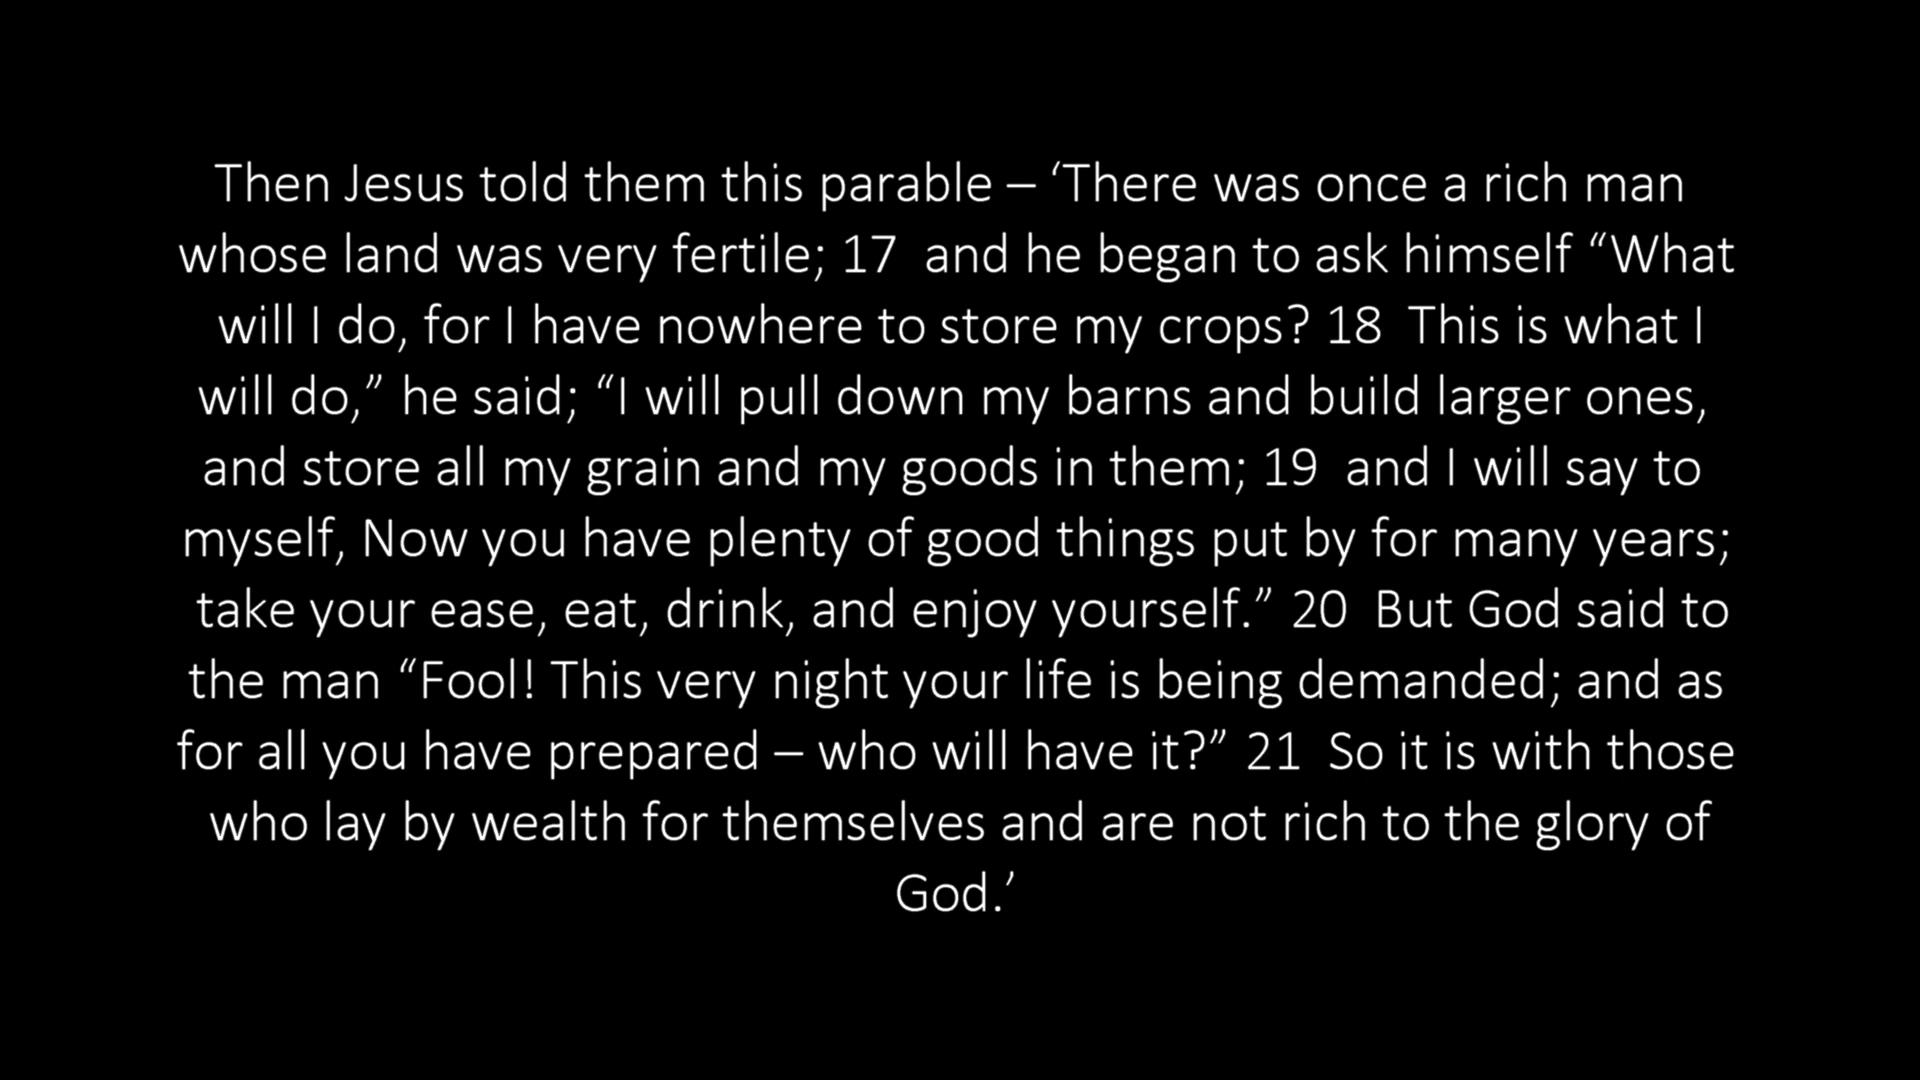 Then Jesus told them this parable – ‘There was once a rich man
whose land was very fertile; 17  and he began to ask himself “What
will I do, for I have nowhere to store my crops? 18  This is what I
will do,” he said; “I will pull down my barns and build larger ones,
and store all my grain and my goods in them; 19  and I will say to
myself, Now you have plenty of good things put by for many years;
take your ease, eat, drink, and enjoy yourself.” 20  But God said to
the man “Fool! This very night your life is being demanded; and as
for all you have prepared – who will have it?” 21  So it is with those
who lay by wealth for themselves and are not rich to the glory of
God.’